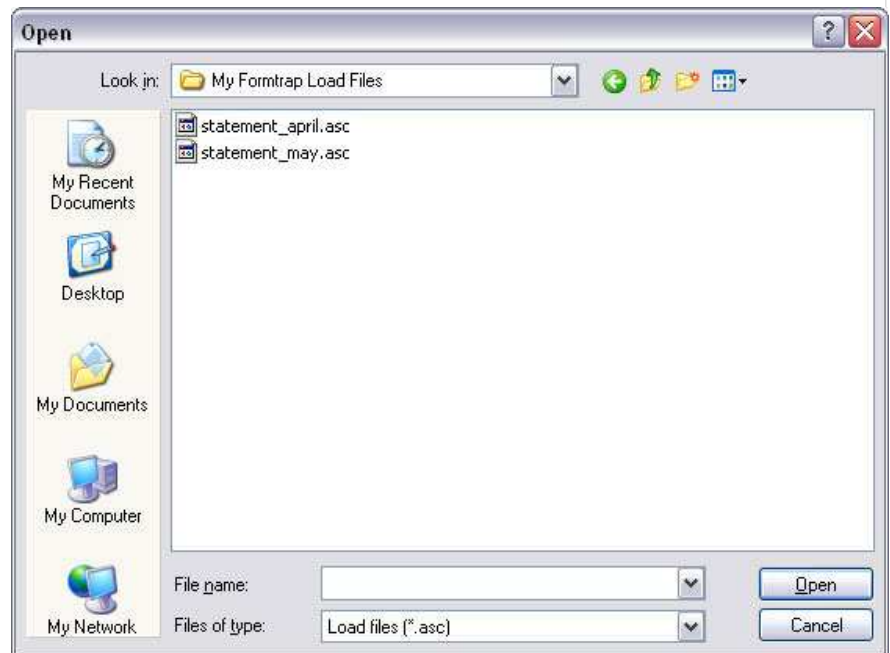 Open
Look in:
My Formtrap Load Files
statement_april.asc
statement_may.asc
My Recent
Documents
Desktop
My Documents
My Computer
My Network
File name:
Open
Files of type:
Load files (*.asc)
Cancel